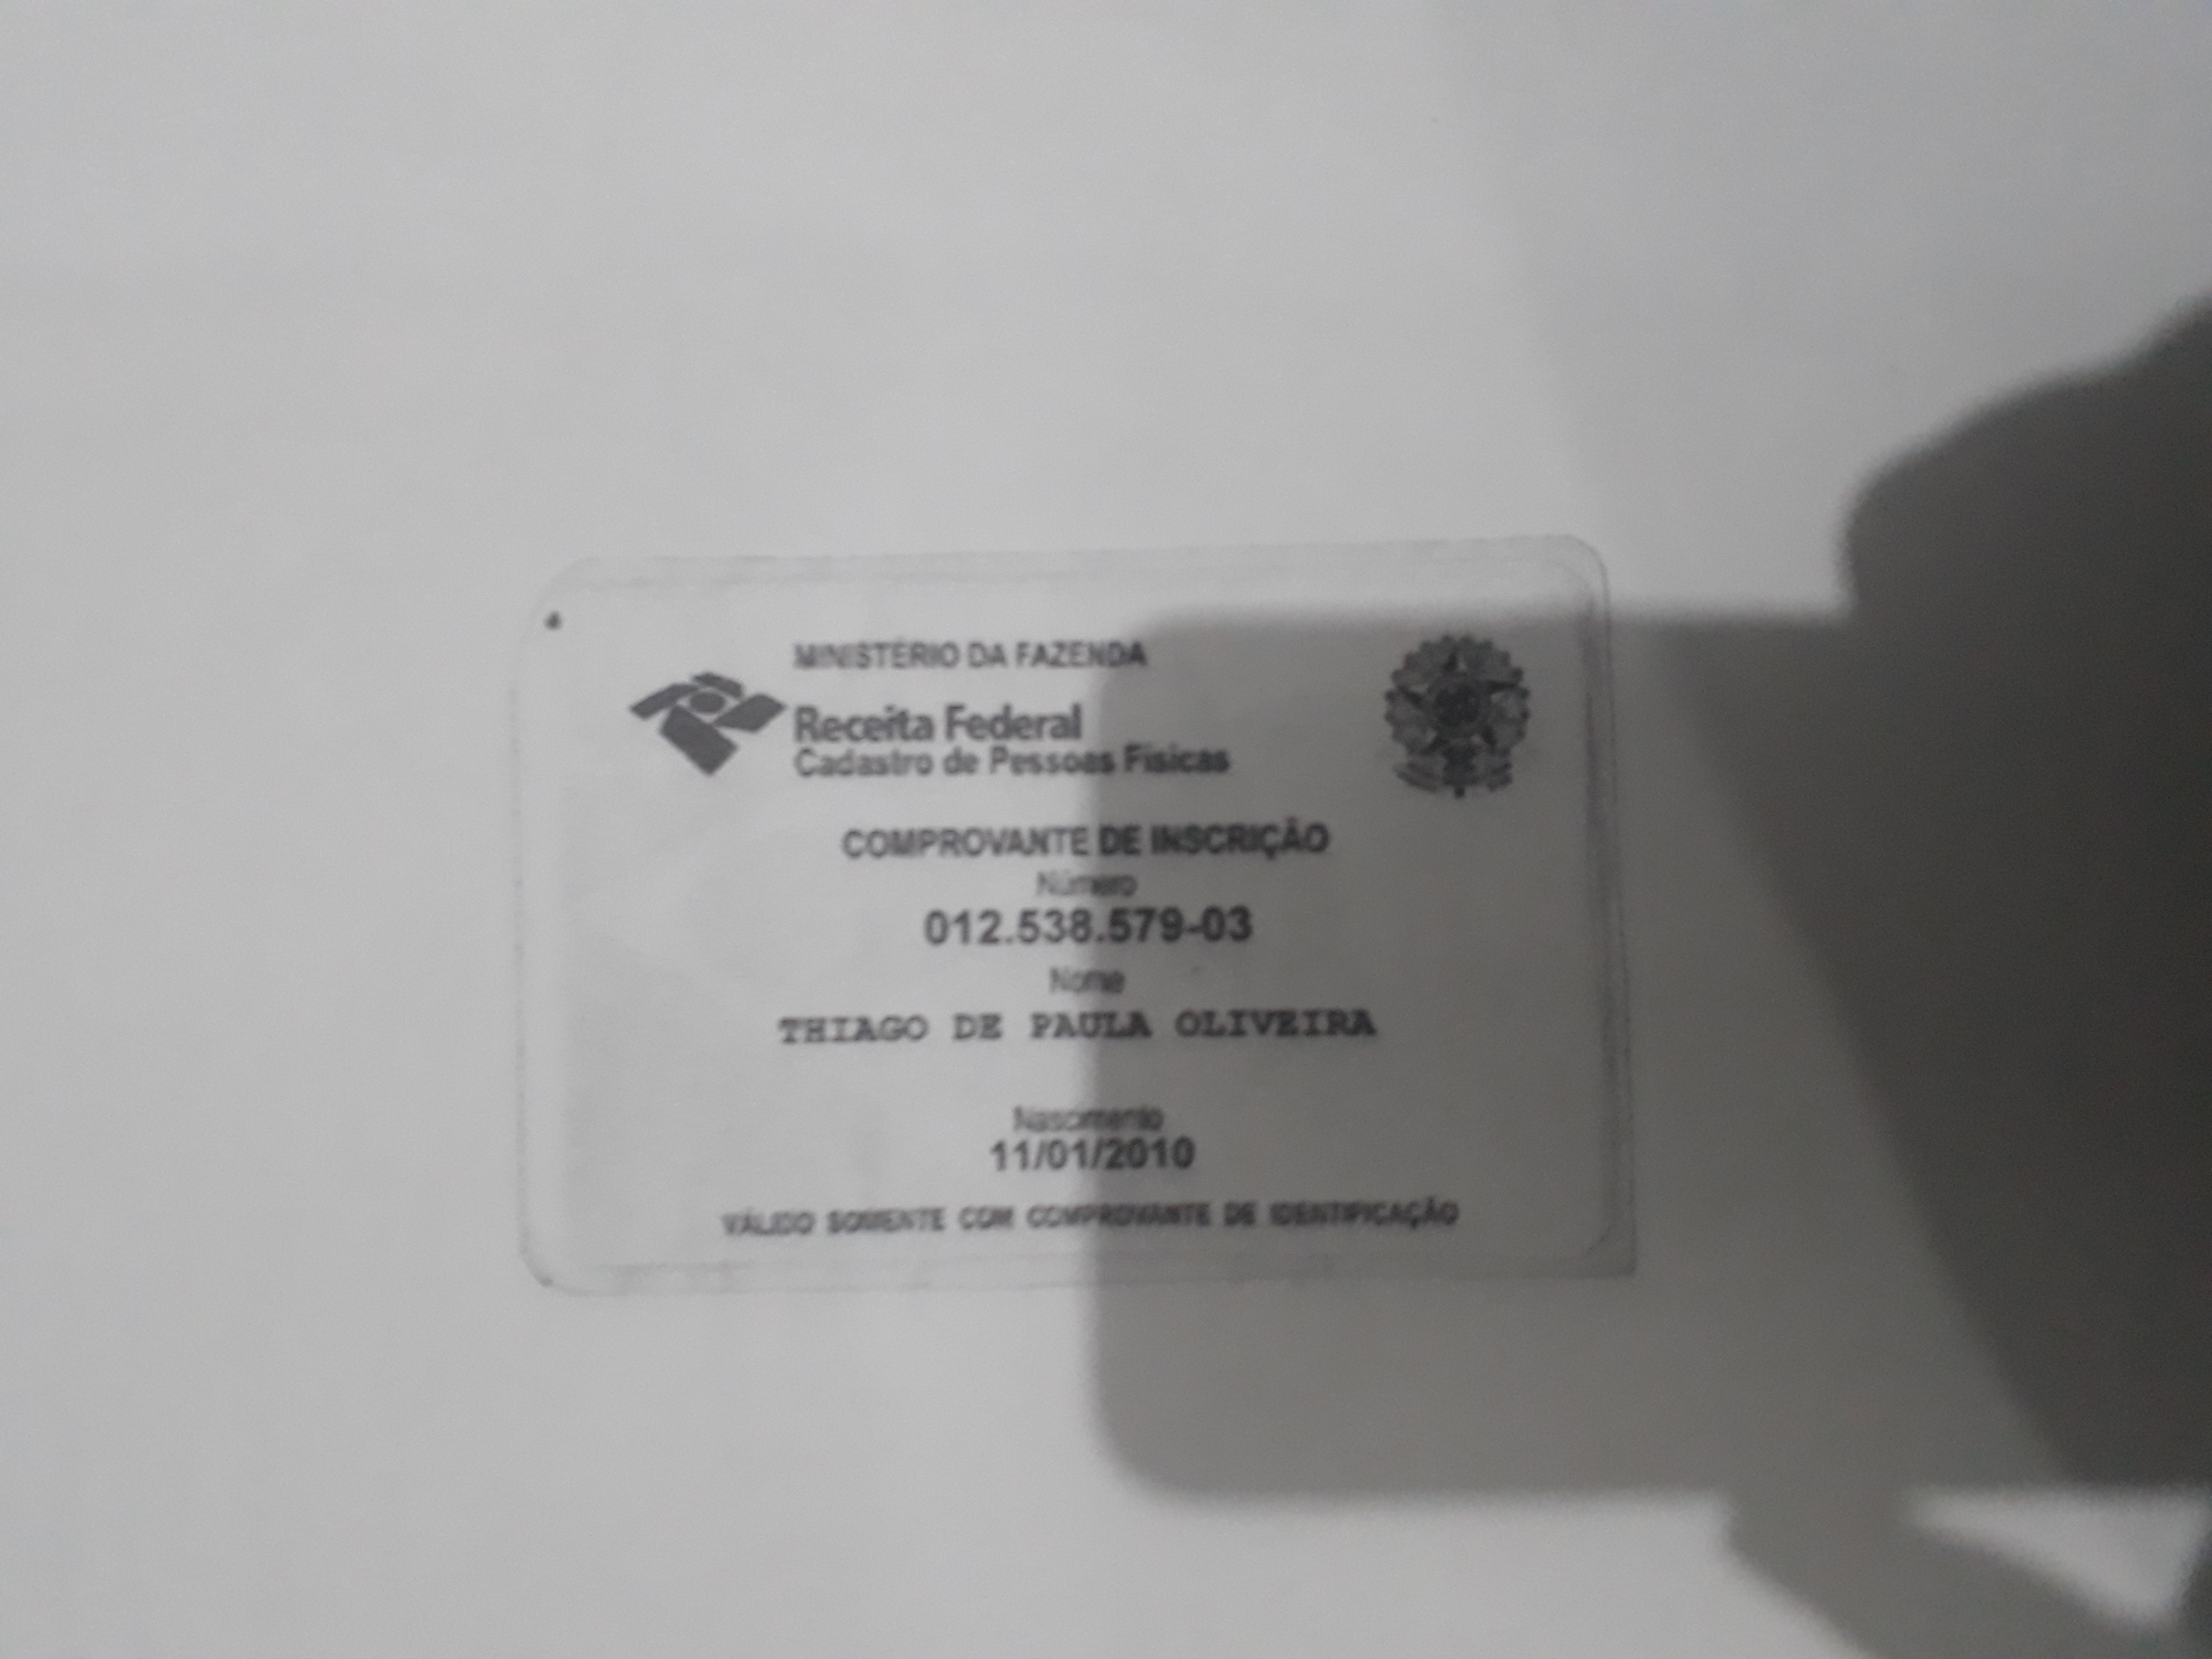 MINISTÉRIO DA FAZENDA
Receita Federal
Cadastro de Pessoas Físicas
COMPROVANTE DE INSCRIÇÃO
Número
012.538.579-03
Nome
THIAGO DE PAULA OLIVEIRA
Nascimento
11/01/2010
VÁLIDO SOMENTE COM COMPROVANTE DE IDENTIFICAÇÃO